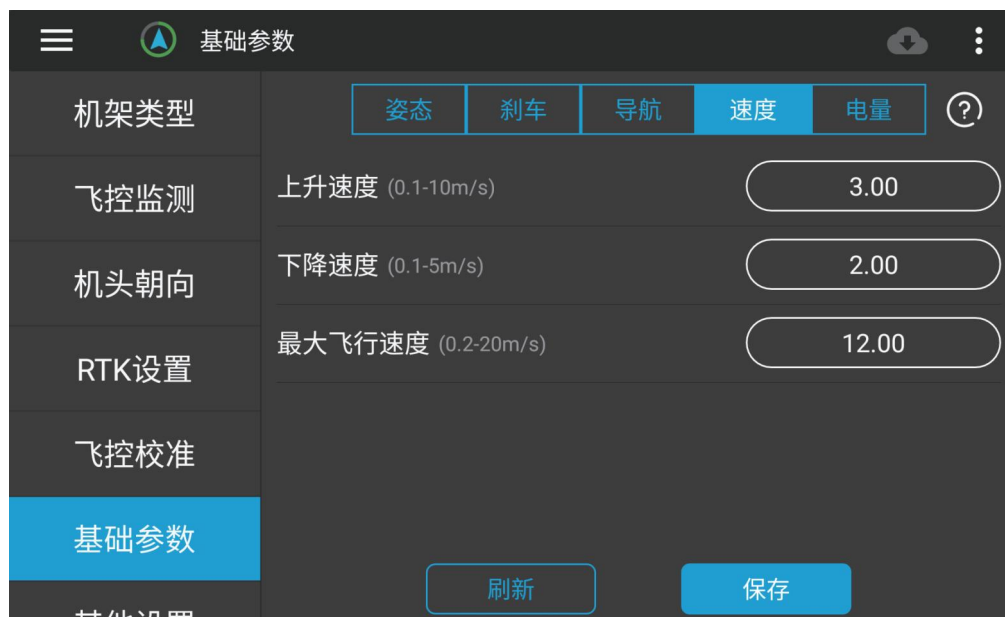 基础参数
机架类型
飞控监测
机头朝向
RTK设置
飞控校准
基础参数
姿态 刹车 导航 速度 电量 ?
上升速度 (0.1-10m/s) 3.00
下降速度 (0.1-5m/s) 2.00
最大飞行速度 (0.2-20m/s) 12.00
刷新 保存